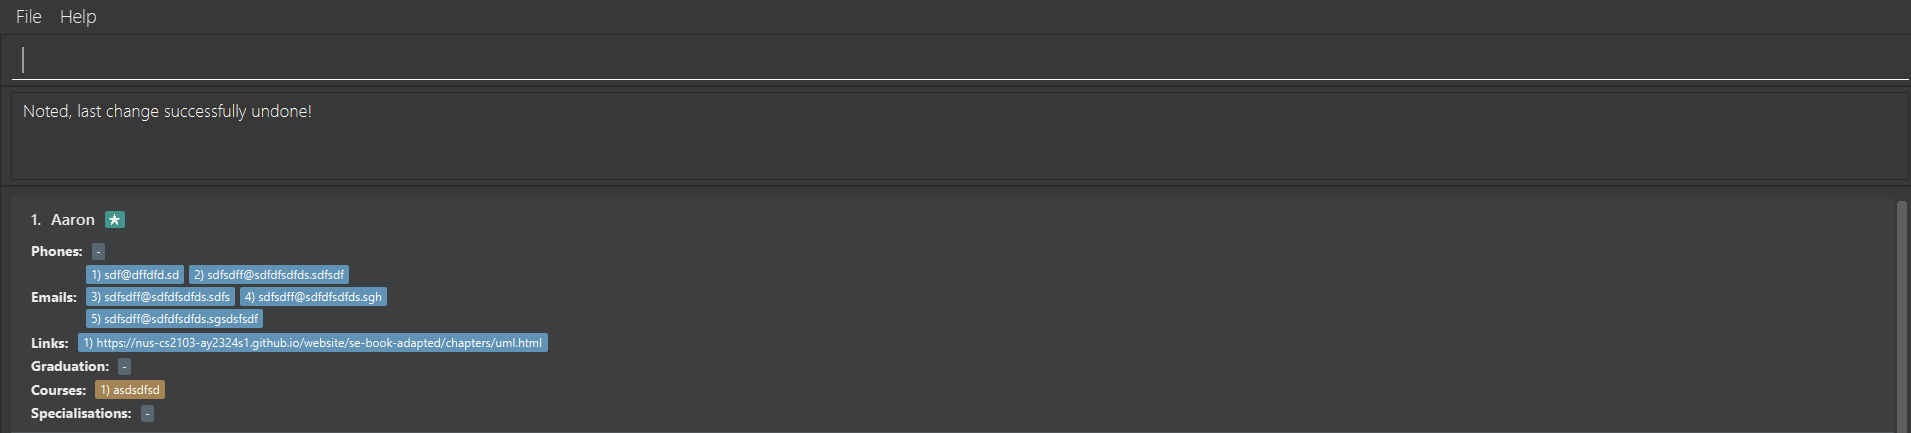 File Help
Noted, last change successfully undone!
1. Aaron ★
Phones: -
1) sdf@dffdfd.sd 2) sdfsdff@sdfdfsdfds.sdfsdf
Emails: 3) sdfsdff@sdfdfsdfds.sdfs 4) sdfsdff@sdfdfsdfds.sgh
5) sdfsdff@sdfdfsdfds.sgsdsfsdf
Links: 1) https://nus-cs2103-ay2324s1.github.io/website/se-book-adapted/chapters/uml.html
Graduation: -
Courses: 1) asdsdfsd
Specialisations: -